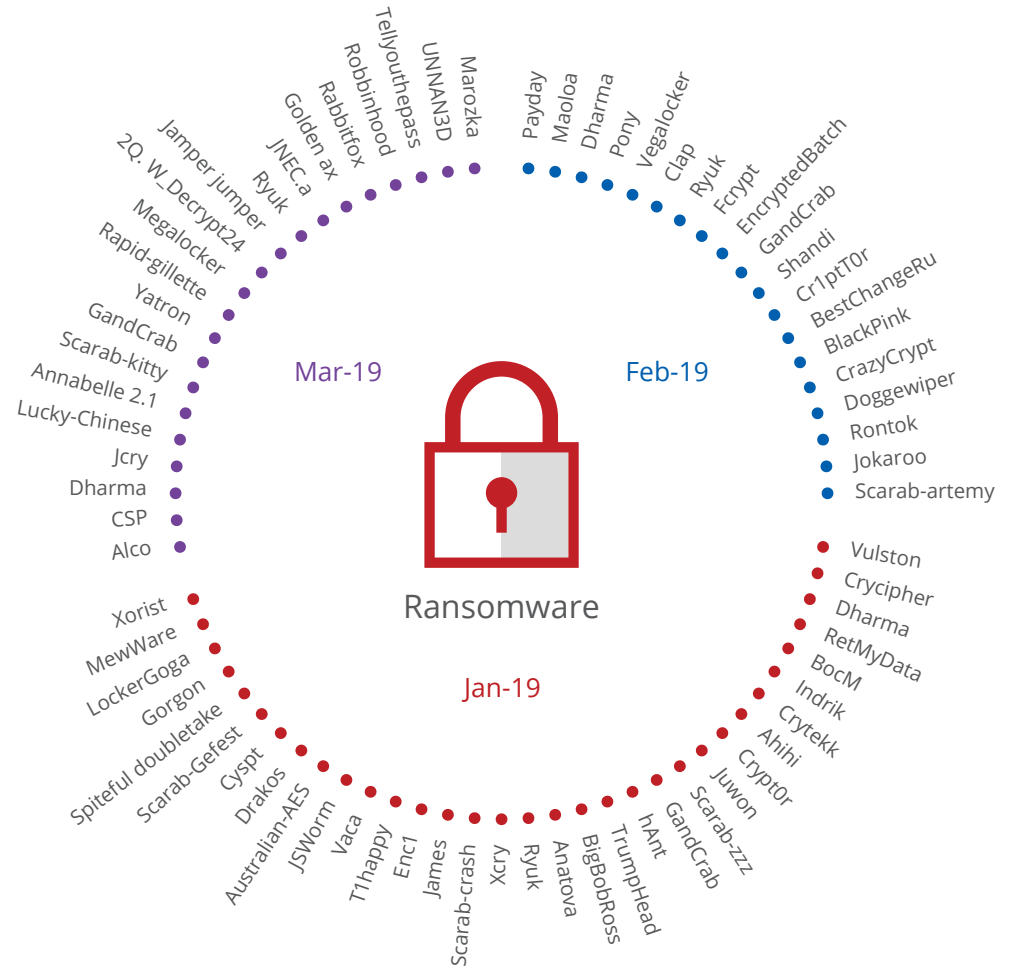 Payday
Maoloa
Dharma
Pony
Vegalocker
Clap
Ryuk
Fcrypt
EncryptedBatch
GandCrab
Shandi
Cr1ptT0r
BestChangeRu
BlackPink
CrazyCrypt
Doggewiper
Rontok
Jokaroo
Scarab-artemy
Vulston
Crycipher
Dharma
RetMyData
BocM
Indrik
Crytekk
Ahihi
Crypt0r
Juwon
Scarab-zzz
GandCrab
hAnt
TrumpHead
BigBobRoss
Anatova
Ryuk
Xcry
Scarab-crash
James
Enc1
T1happy
Vaca
JSWorm
Australian-AES
Drakos
Cyspt
Scarab-Gefest
Spiteful doubletake
Gorgon
LockerGoga
MewWare
Xorist
Alco
CSP
Dharma
Jcry
Lucky-Chinese
Annabelle 2.1
Scarab-kitty
GandCrab
Yatron
Rapid-gillette
Megalocker
2Q. W_Decrypt24
Jamper jumper
Ryuk
JNEC.a
Golden ax
Rabbitfox
Robbinhood
Tellyouthepass
UNNAN3D
Marozka
Mar-19
Feb-19
Ransomware
Jan-19